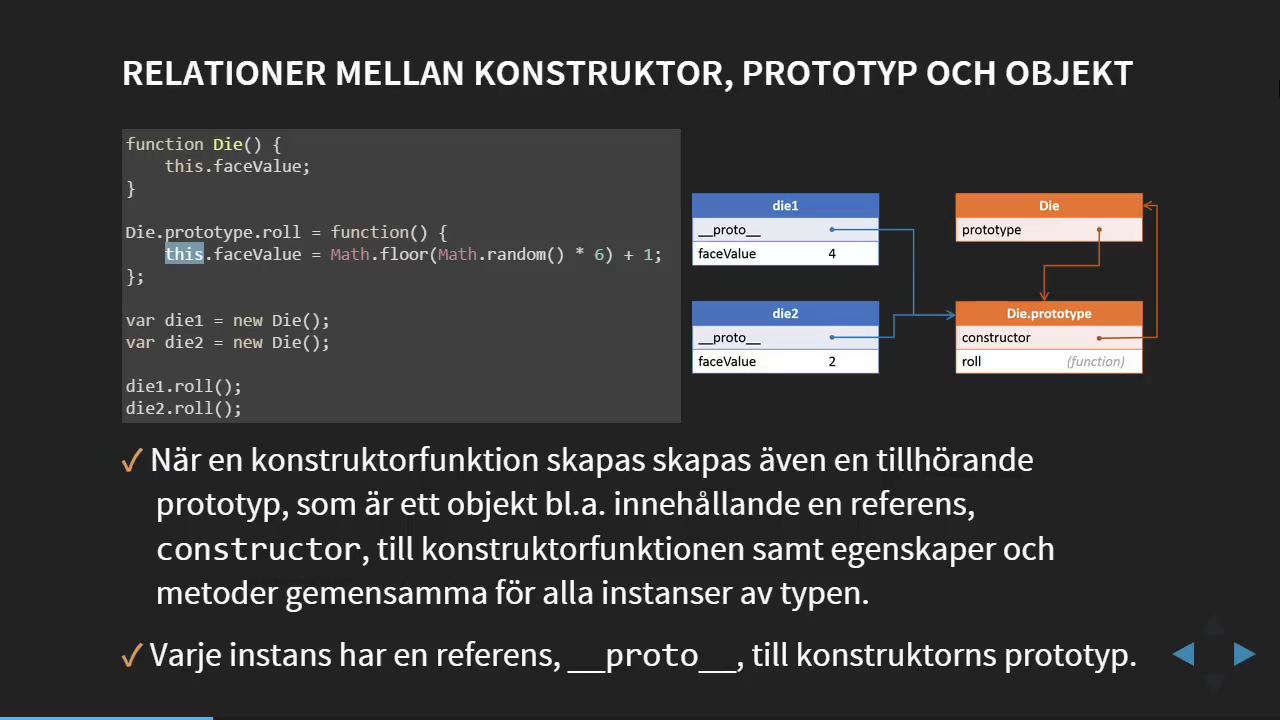 RELATIONER MELLAN KONSTRUKTOR, PROTOTYP OCH OBJEKT
function Die() {
    this.faceValue;
}
Die.prototype.roll = function() {
    this.faceValue = Math.floor(Math.random() * 6) + 1;
};
var die1 = new Die();
var die2 = new Die();
die1.roll();
die2.roll();
die1
__proto__
faceValue 4
die2
__proto__
faceValue 2
Die
prototype
Die.prototype
constructor
roll (function)
✓ När en konstruktorfunktion skapas skapas även en tillhörande
prototyp, som är ett objekt bl.a. innehållande en referens,
constructor, till konstruktorfunktionen samt egenskaper och
metoder gemensamma för alla instanser av typen.
✓ Varje instans har en referens, __proto__, till konstruktorns prototyp.